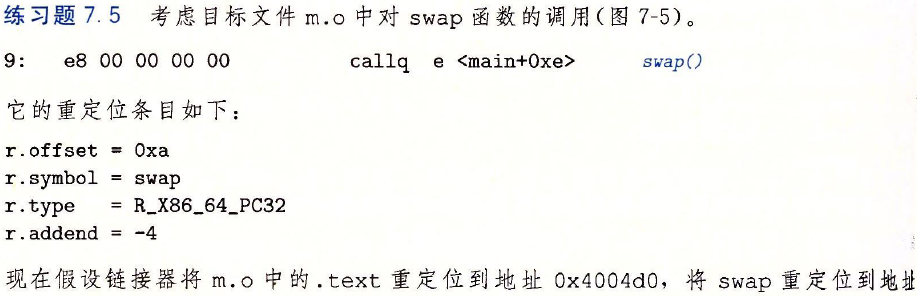 练习题 7.5 考虑目标文件 m.o 中对 swap 函数的调用(图 7-5)。
9: e8 00 00 00 00 callq e <main+0xe> swap()
它的重定位条目如下:
r.offset = 0xa
r.symbol = swap
r.type = R_X86_64_PC32
r.addend = -4
现在假设链接器将 m.o 中的.text 重定位到地址 0x4004d0，将 swap 重定位到地址